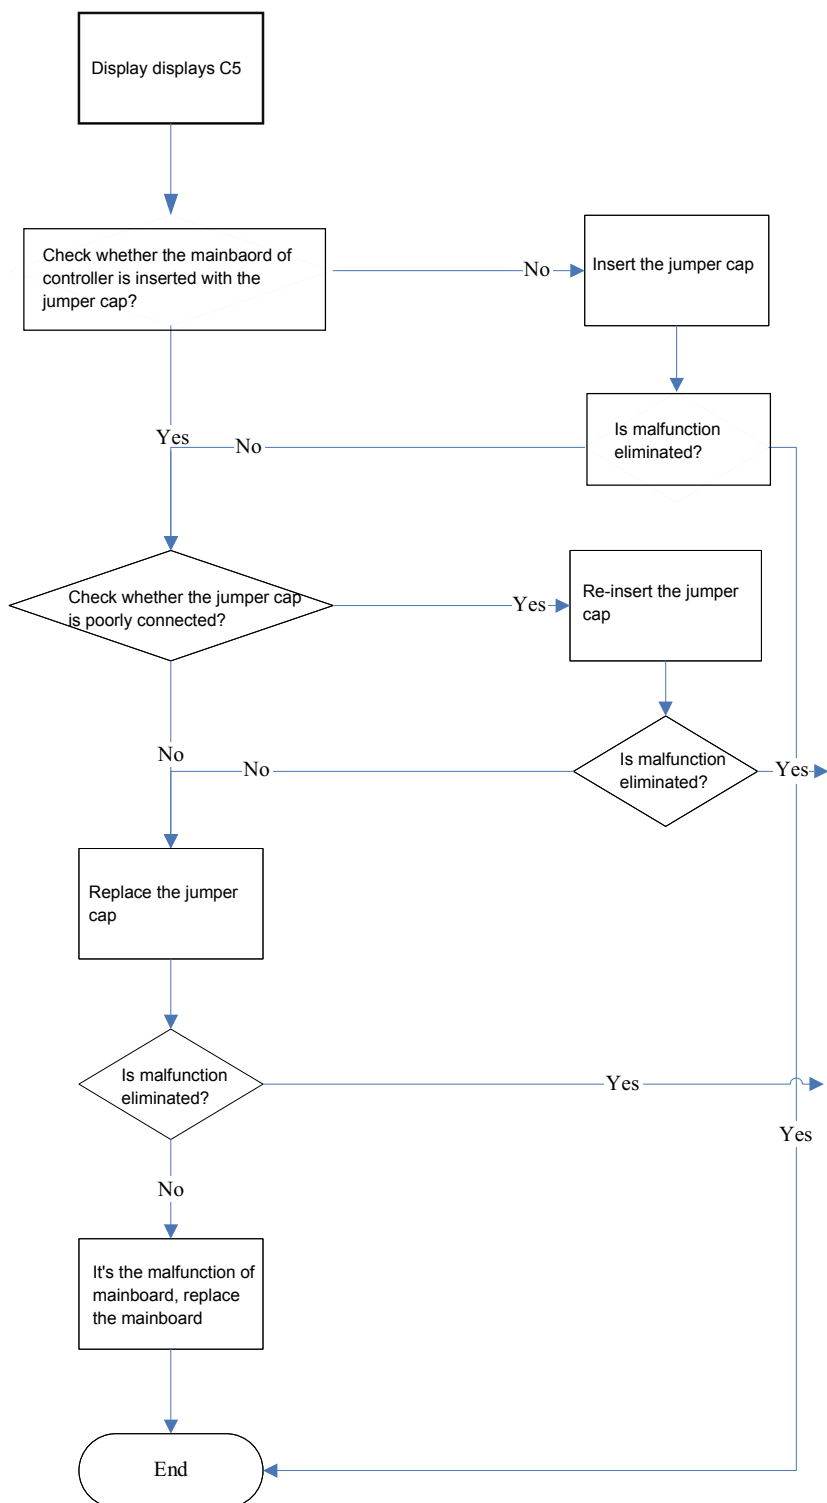 Display displays C5
Check whether the mainbaord of
controller is inserted with the
jumper cap?
No
Insert the jumper cap
Yes
No
Is malfunction
eliminated?
Check whether the jumper cap
is poorly connected?
Yes
Re-insert the jumper
cap
No
No
Is malfunction
eliminated?
Yes
Replace the jumper
cap
Is malfunction
eliminated?
Yes
Yes
No
It's the malfunction of
mainboard, replace
the mainboard
End